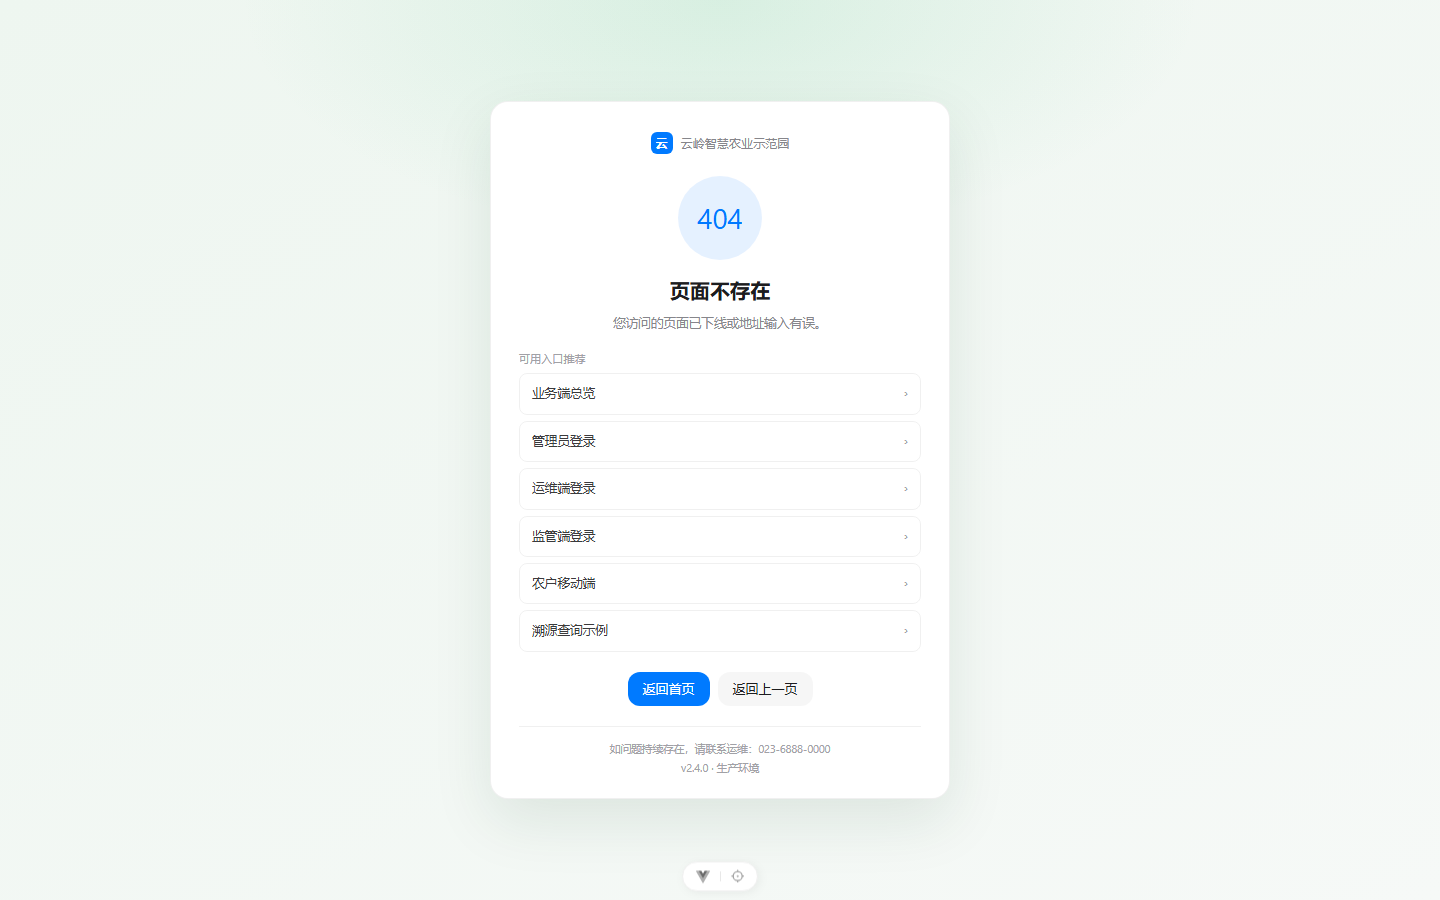 云 云岭智慧农业示范园
404
页面不存在
您访问的页面已下线或地址输入有误。
可用入口推荐
业务端总览 ›
管理员登录 ›
运维端登录 ›
监管端登录 ›
农户移动端 ›
溯源查询示例 ›
返回首页 返回上一页
如问题持续存在，请联系运维：023-6888-0000
v2.4.0 · 生产环境